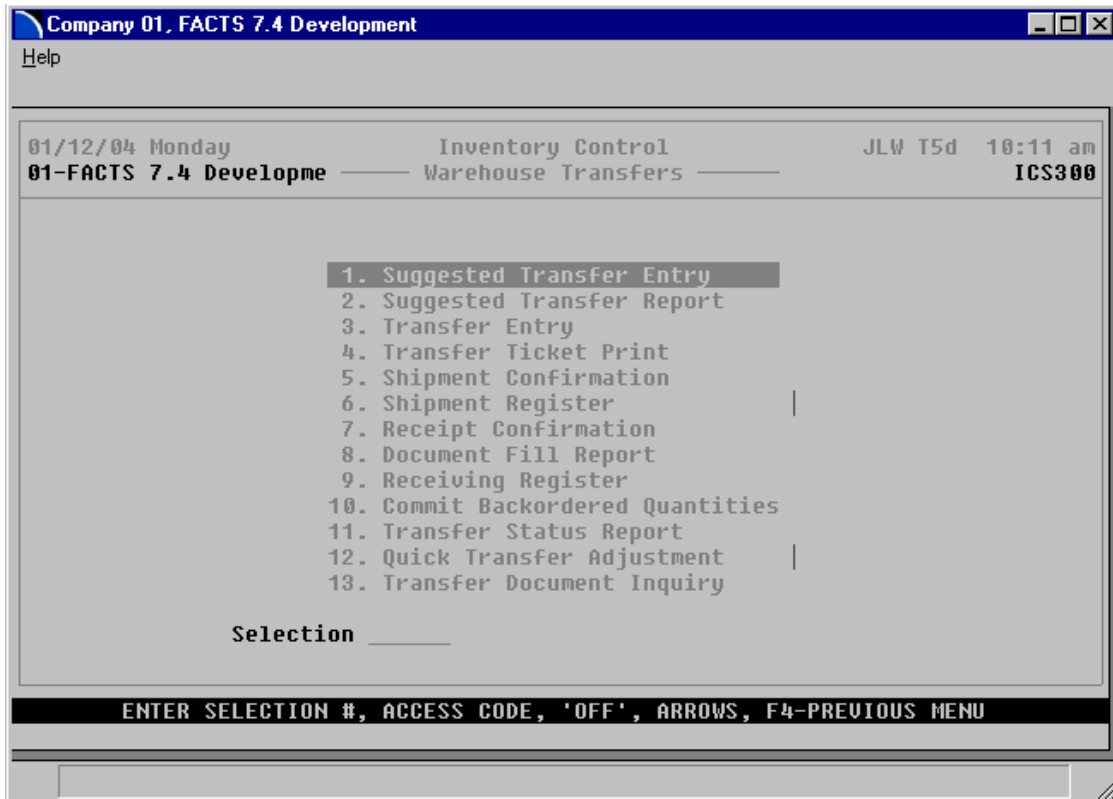 Company 01, FACTS 7.4 Development
Help
01/12/04 Monday Inventory Control JLW T5d 10:11 am
01-FACTS 7.4 Developme Warehouse Transfers ICS300
1. Suggested Transfer Entry
2. Suggested Transfer Report
3. Transfer Entry
4. Transfer Ticket Print
5. Shipment Confirmation
6. Shipment Register
7. Receipt Confirmation
8. Document Fill Report
9. Receiving Register
10. Commit Backordered Quantities
11. Transfer Status Report
12. Quick Transfer Adjustment
13. Transfer Document Inquiry
Selection ______
ENTER SELECTION #, ACCESS CODE, 'OFF', ARROWS, F4-PREVIOUS MENU